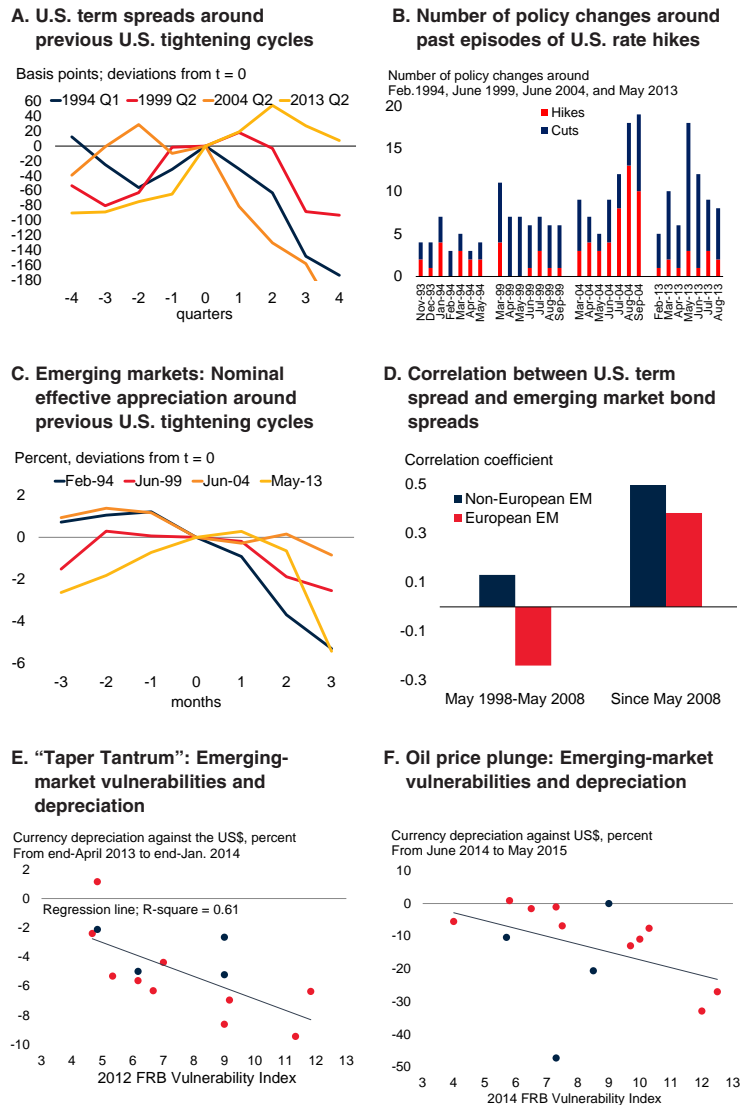 A. U.S. term spreads around
previous U.S. tightening cycles
Basis points; deviations from t = 0
1994 Q1 1999 Q2 2004 Q2 2013 Q2
60
40
20
0
-20
-40
-60
-80
-100
-120
-140
-160
-180
-4 -3 -2 -1 0 1 2 3 4
quarters
B. Number of policy changes around
past episodes of U.S. rate hikes
Number of policy changes around
Feb.1994, June 1999, June 2004, and May 2013
Hikes
Cuts
20
15
10
5
0
Nov-93 Dec-93 Jan-94 Feb-94 Mar-94 Apr-94 May-94 Mar-99 Apr-99 May-99 Jun-99 Jul-99 Aug-99 Sep-99 Mar-04 Apr-04 May-04 Jun-04 Jul-04 Aug-04 Sep-04 Feb-13 Mar-13 Apr-13 May-13 Jun-13 Jul-13 Aug-13
C. Emerging markets: Nominal
effective appreciation around
previous U.S. tightening cycles
Percent, deviations from t = 0
Feb-94 Jun-99 Jun-04 May-13
2
0
-2
-4
-6
-3 -2 -1 0 1 2 3
months
D. Correlation between U.S. term
spread and emerging market bond
spreads
Correlation coefficient
Non-European EM
European EM
0.5
0.3
0.1
-0.1
-0.3
May 1998-May 2008 Since May 2008
E. “Taper Tantrum”: Emerging-
market vulnerabilities and
depreciation
Currency depreciation against the US$, percent
From end-April 2013 to end-Jan. 2014
Regression line; R-square = 0.61
2
0
-2
-4
-6
-8
-10
3 4 5 6 7 8 9 10 11 12 13
2012 FRB Vulnerability Index
F. Oil price plunge: Emerging-market
vulnerabilities and depreciation
Currency depreciation against US$, percent
From June 2014 to May 2015
10
0
-10
-20
-30
-40
-50
3 4 5 6 7 8 9 10 11 12 13
2014 FRB Vulnerability Index